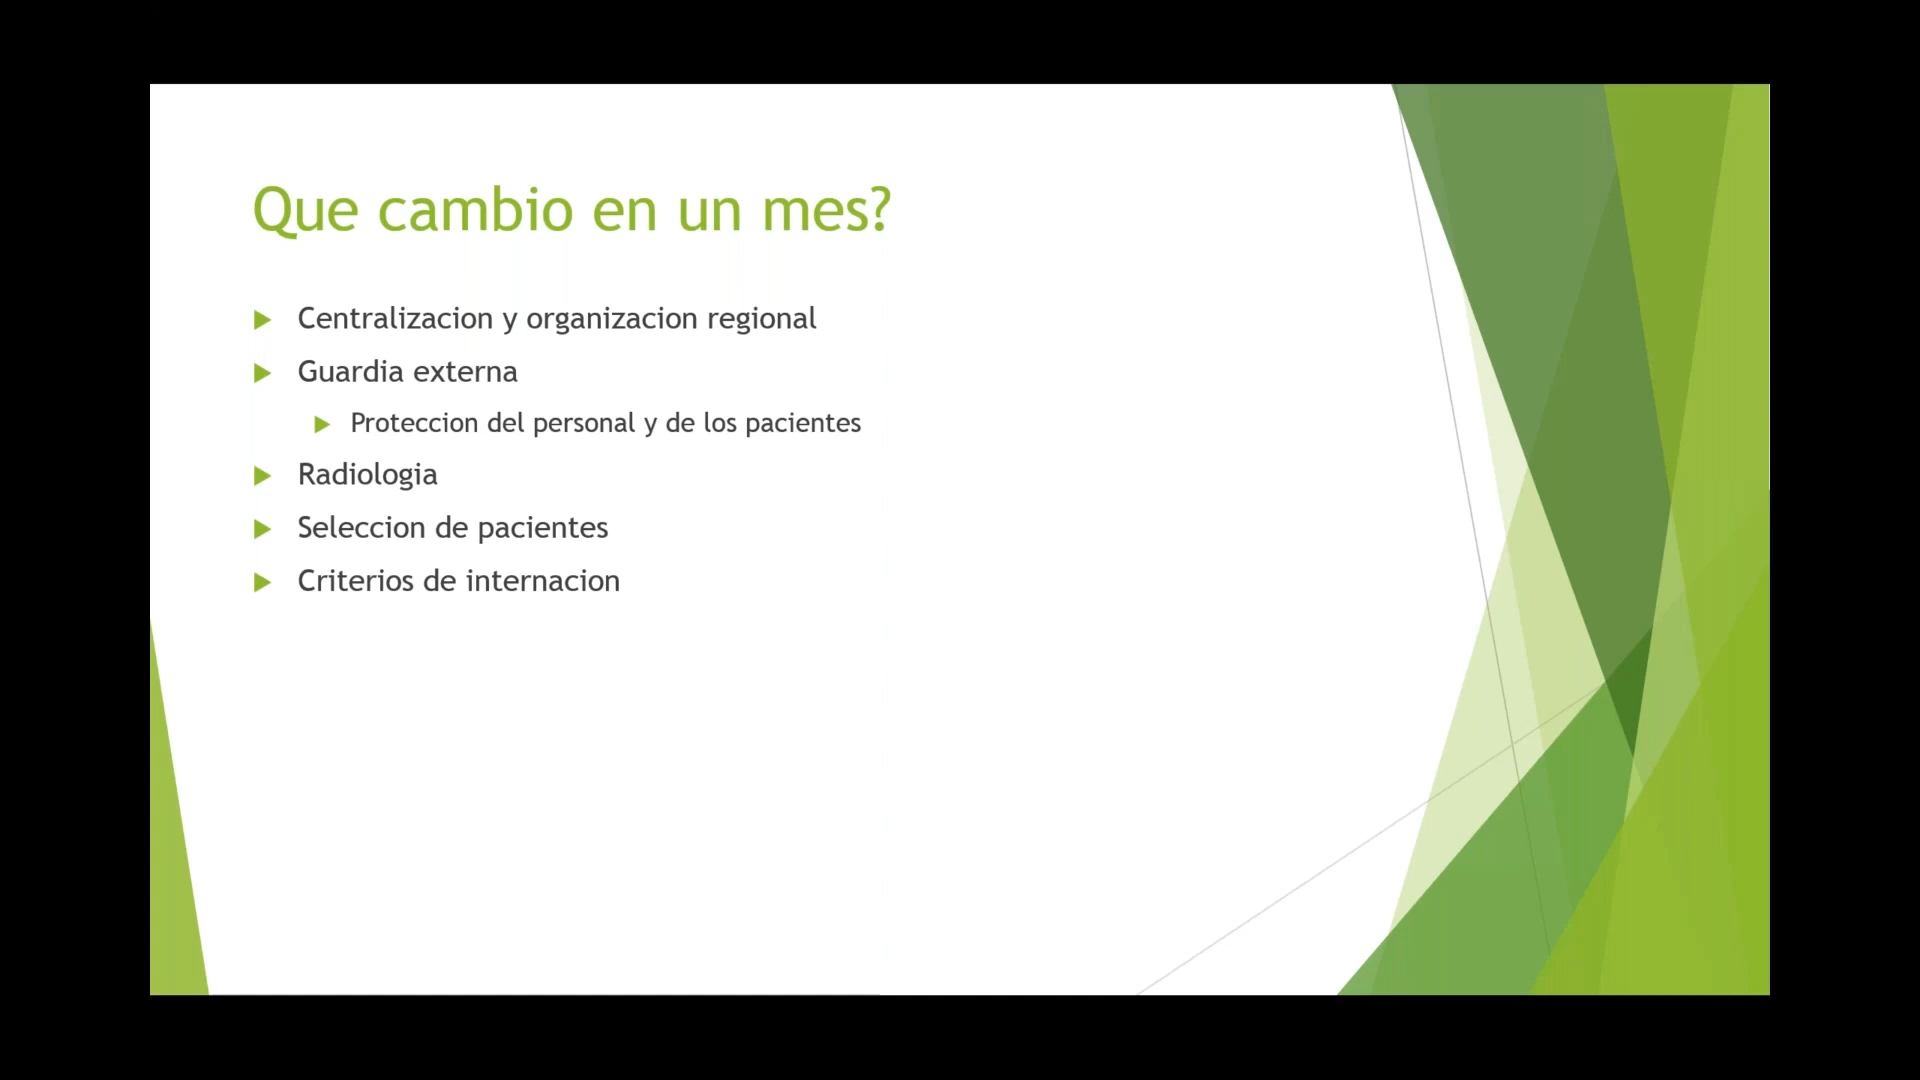 Que cambio en un mes?
Centralizacion y organizacion regional
Guardia externa
Proteccion del personal y de los pacientes
Radiologia
Seleccion de pacientes
Criterios de internacion